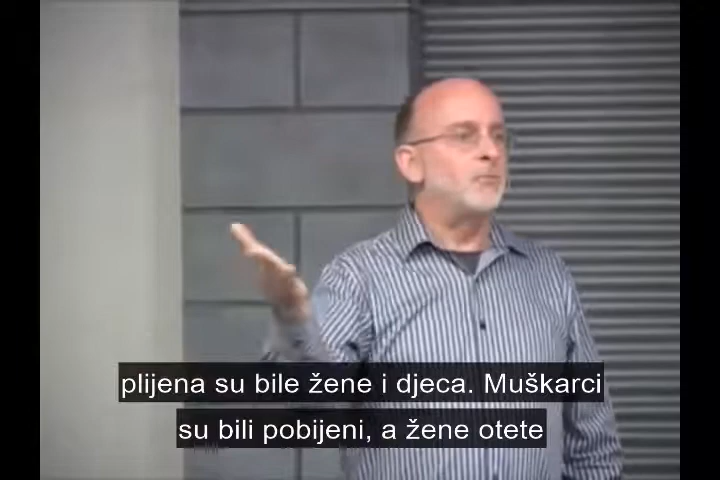 plijena su bile žene i djeca. Muškarci
su bili pobijeni, a žene otete